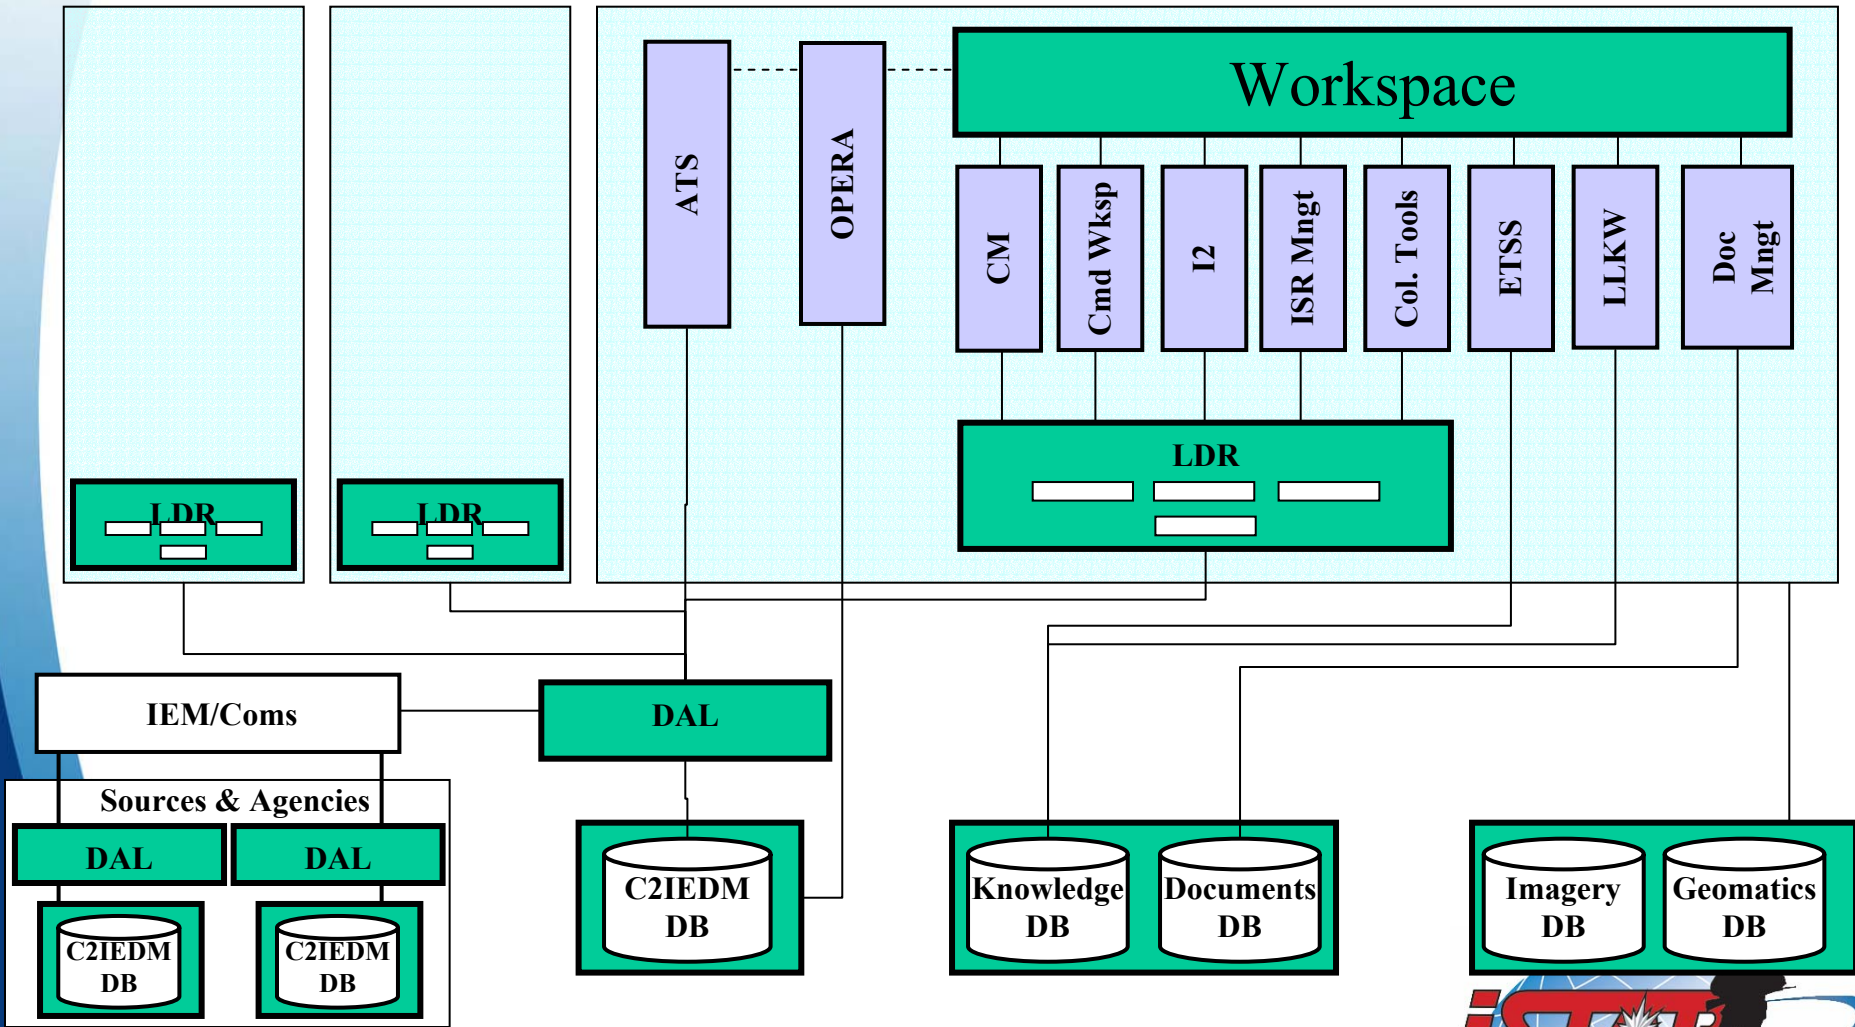 Workspace
ATS
OPERA
CM
Cmd Wksp
I2
ISR Mngt
Col. Tools
ETSS
LLKW
Doc
Mngt
LDR
LDR
LDR
IEM/Coms
DAL
Sources & Agencies
DAL
DAL
C2IEDM
DB
C2IEDM
DB
C2IEDM
DB
Knowledge
DB
Documents
DB
Imagery
DB
Geomatics
DB